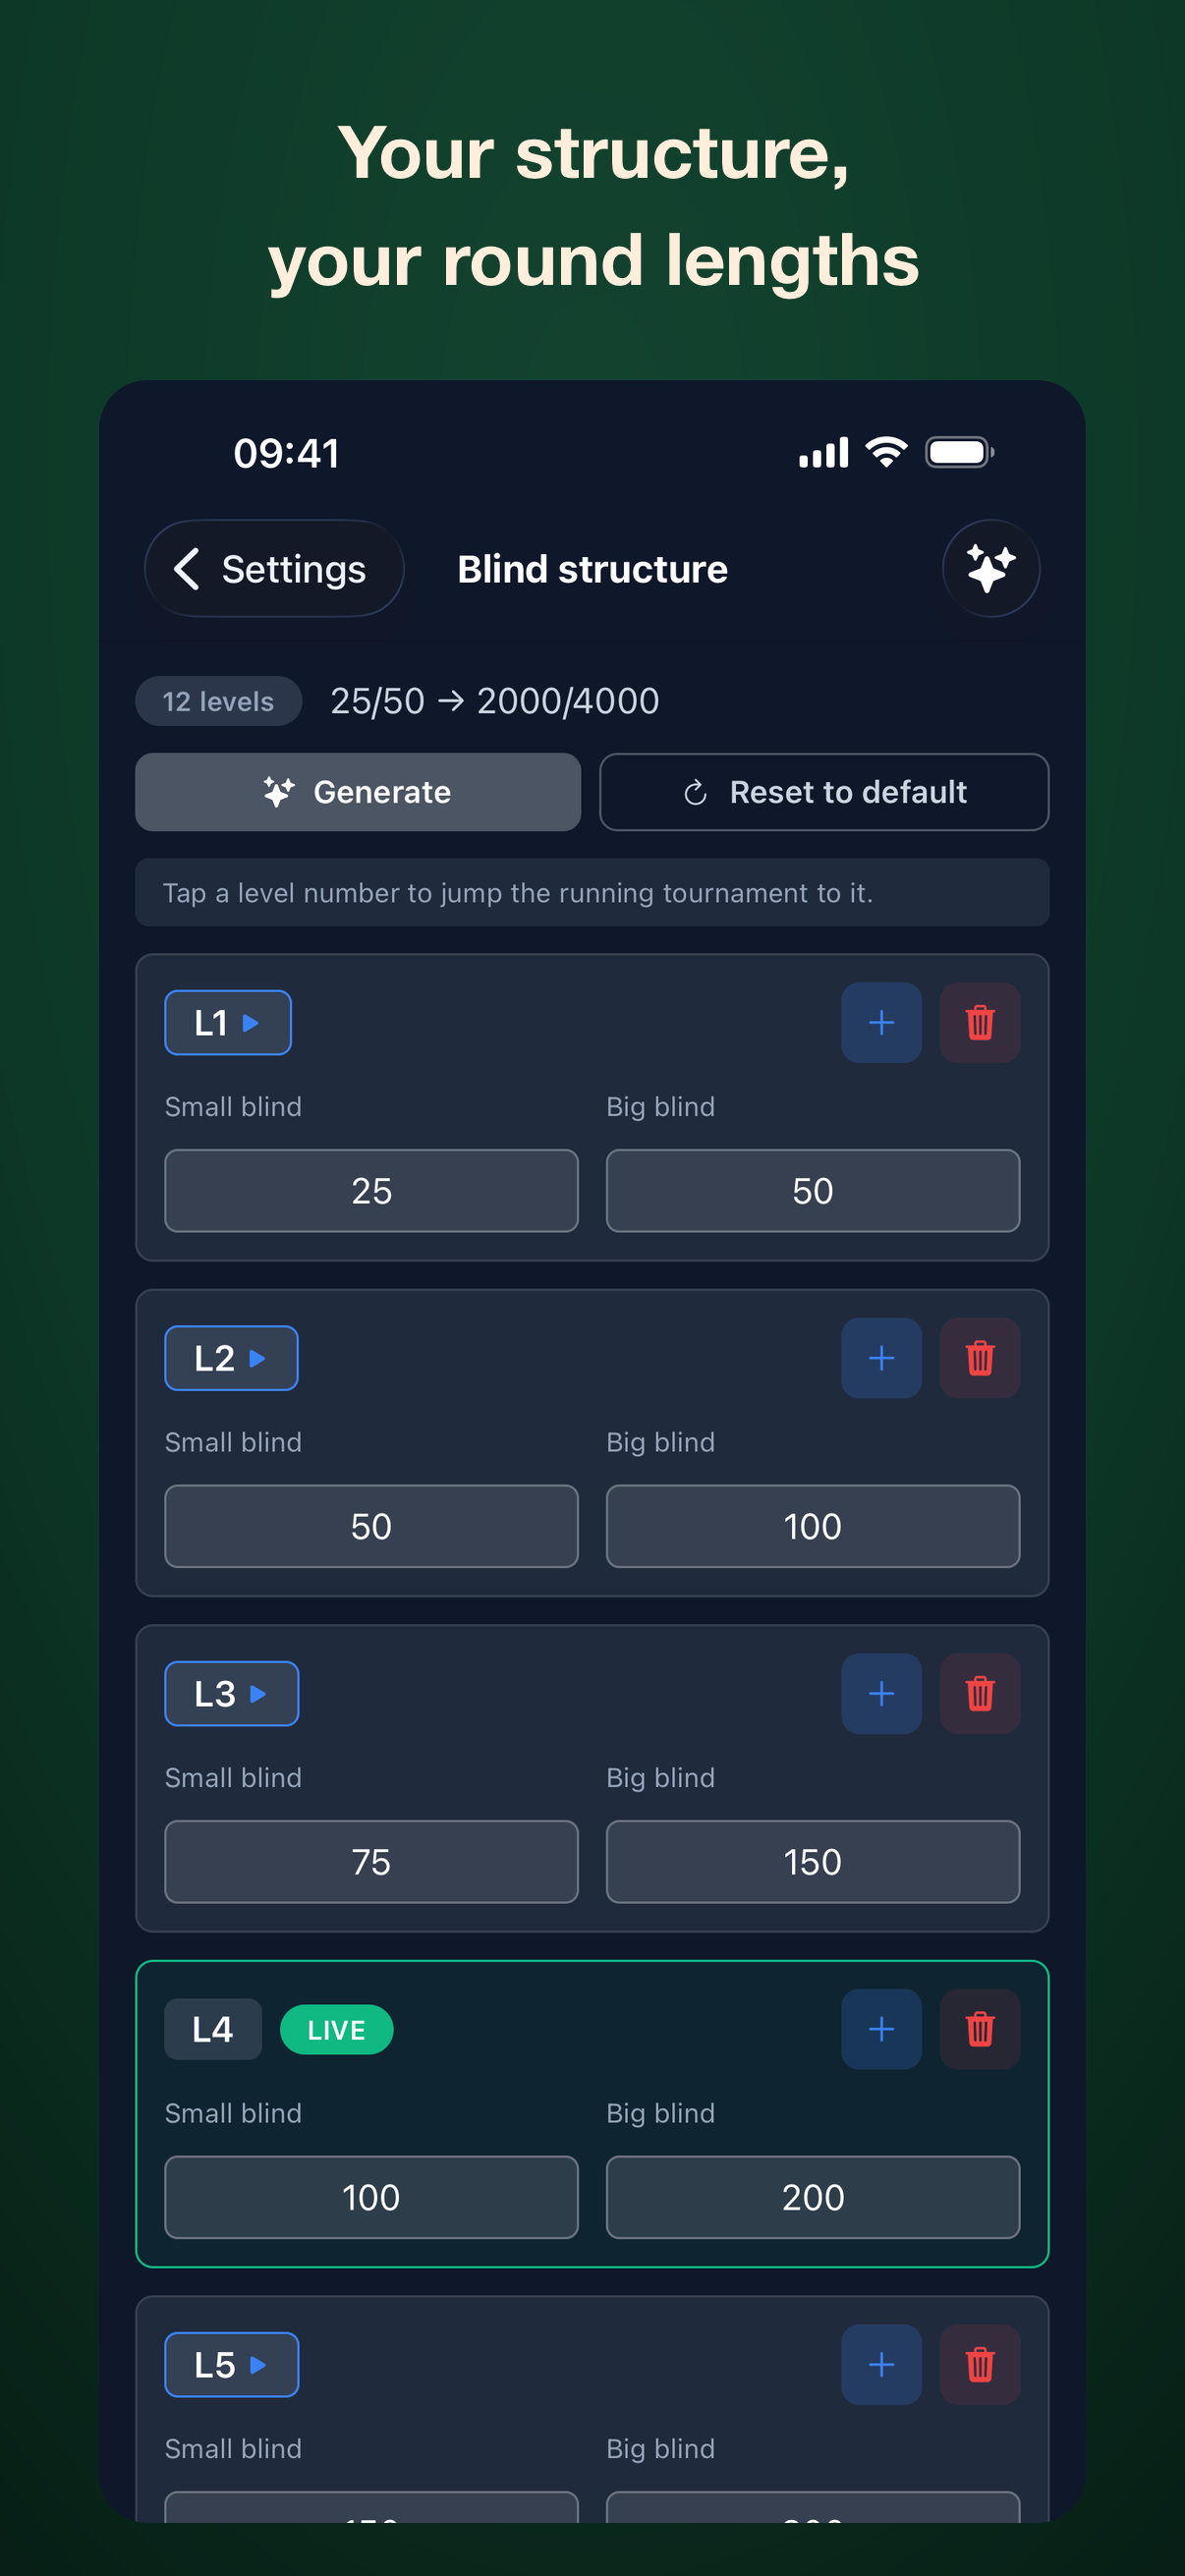 Your structure,
your round lengths
09:41
Settings
Blind structure
12 levels 25/50 → 2000/4000
Generate
Reset to default
Tap a level number to jump the running tournament to it.
L1
Small blind Big blind
25 50
L2
Small blind Big blind
50 100
L3
Small blind Big blind
75 150
L4 LIVE
Small blind Big blind
100 200
L5
Small blind Big blind